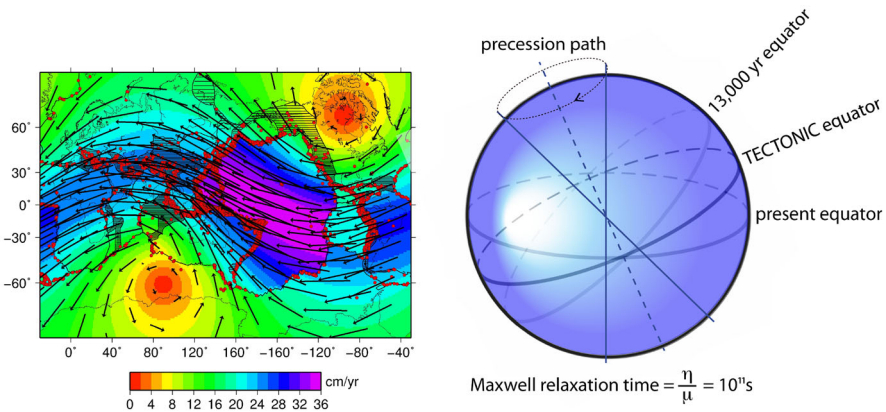 60°
30°
0°
−30°
−60°
0° 40° 80° 120° 160° −160° −120° −80° −40°
cm/yr
0 4 8 12 16 20 24 28 32 36
precession path
13,000 yr equator
TECTONIC equator
present equator
Maxwell relaxation time = η/μ = 10¹¹s